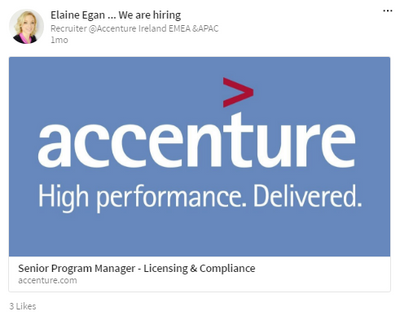 Elaine Egan ... We are hiring
Recruiter @Accenture Ireland EMEA &APAC
1mo
accenture
High performance. Delivered.
Senior Program Manager - Licensing & Compliance
accenture.com
3 Likes